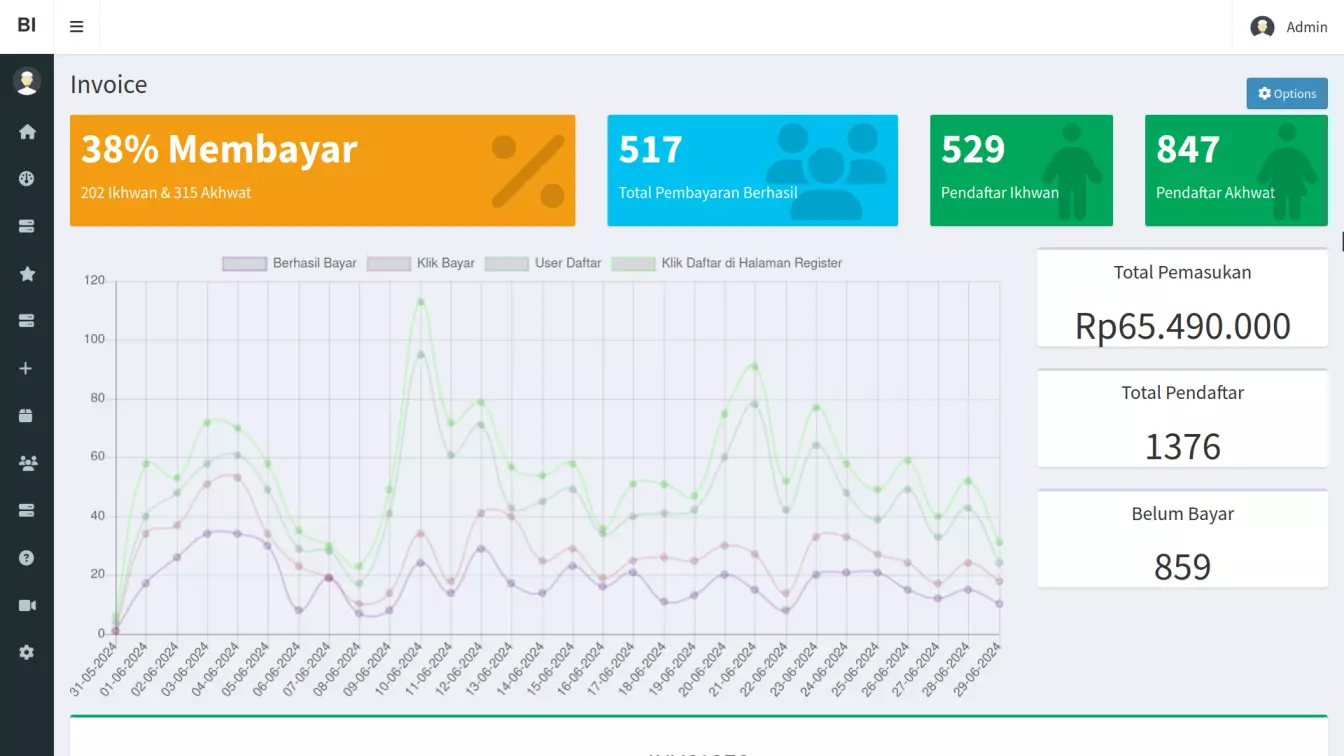 BI
Admin
Invoice
Options
38% Membayar
202 Ikhwan & 315 Akhwat
517
Total Pembayaran Berhasil
529
Pendaftar Ikhwan
847
Pendaftar Akhwat
Berhasil Bayar
Klik Bayar
User Daftar
Klik Daftar di Halaman Register
120
100
80
60
40
20
0
31-05-2024
01-06-2024
02-06-2024
03-06-2024
04-06-2024
05-06-2024
06-06-2024
07-06-2024
08-06-2024
09-06-2024
10-06-2024
11-06-2024
12-06-2024
13-06-2024
14-06-2024
15-06-2024
16-06-2024
17-06-2024
18-06-2024
19-06-2024
20-06-2024
21-06-2024
22-06-2024
23-06-2024
24-06-2024
25-06-2024
26-06-2024
27-06-2024
28-06-2024
29-06-2024
Total Pemasukan
Rp65.490.000
Total Pendaftar
1376
Belum Bayar
859